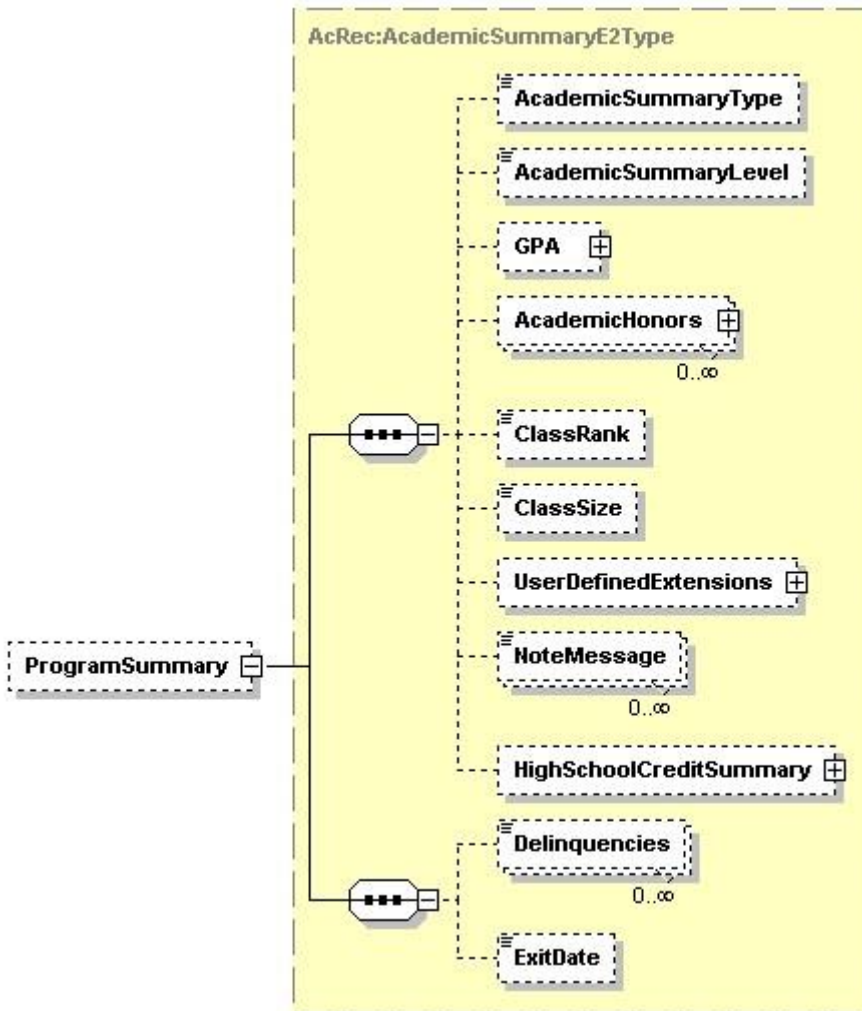 AcRec:AcademicSummaryE2Type
AcademicSummaryType
AcademicSummaryLevel
GPA
AcademicHonors
0..∞
ClassRank
ClassSize
UserDefinedExtensions
NoteMessage
0..∞
ProgramSummary
HighSchoolCreditSummary
Delinquencies
0..∞
ExitDate